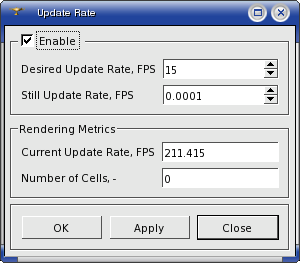 Update Rate
Enable
Desired Update Rate, FPS 15
Still Update Rate, FPS 0.0001
Rendering Metrics
Current Update Rate, FPS 211.415
Number of Cells, - 0
OK Apply Close